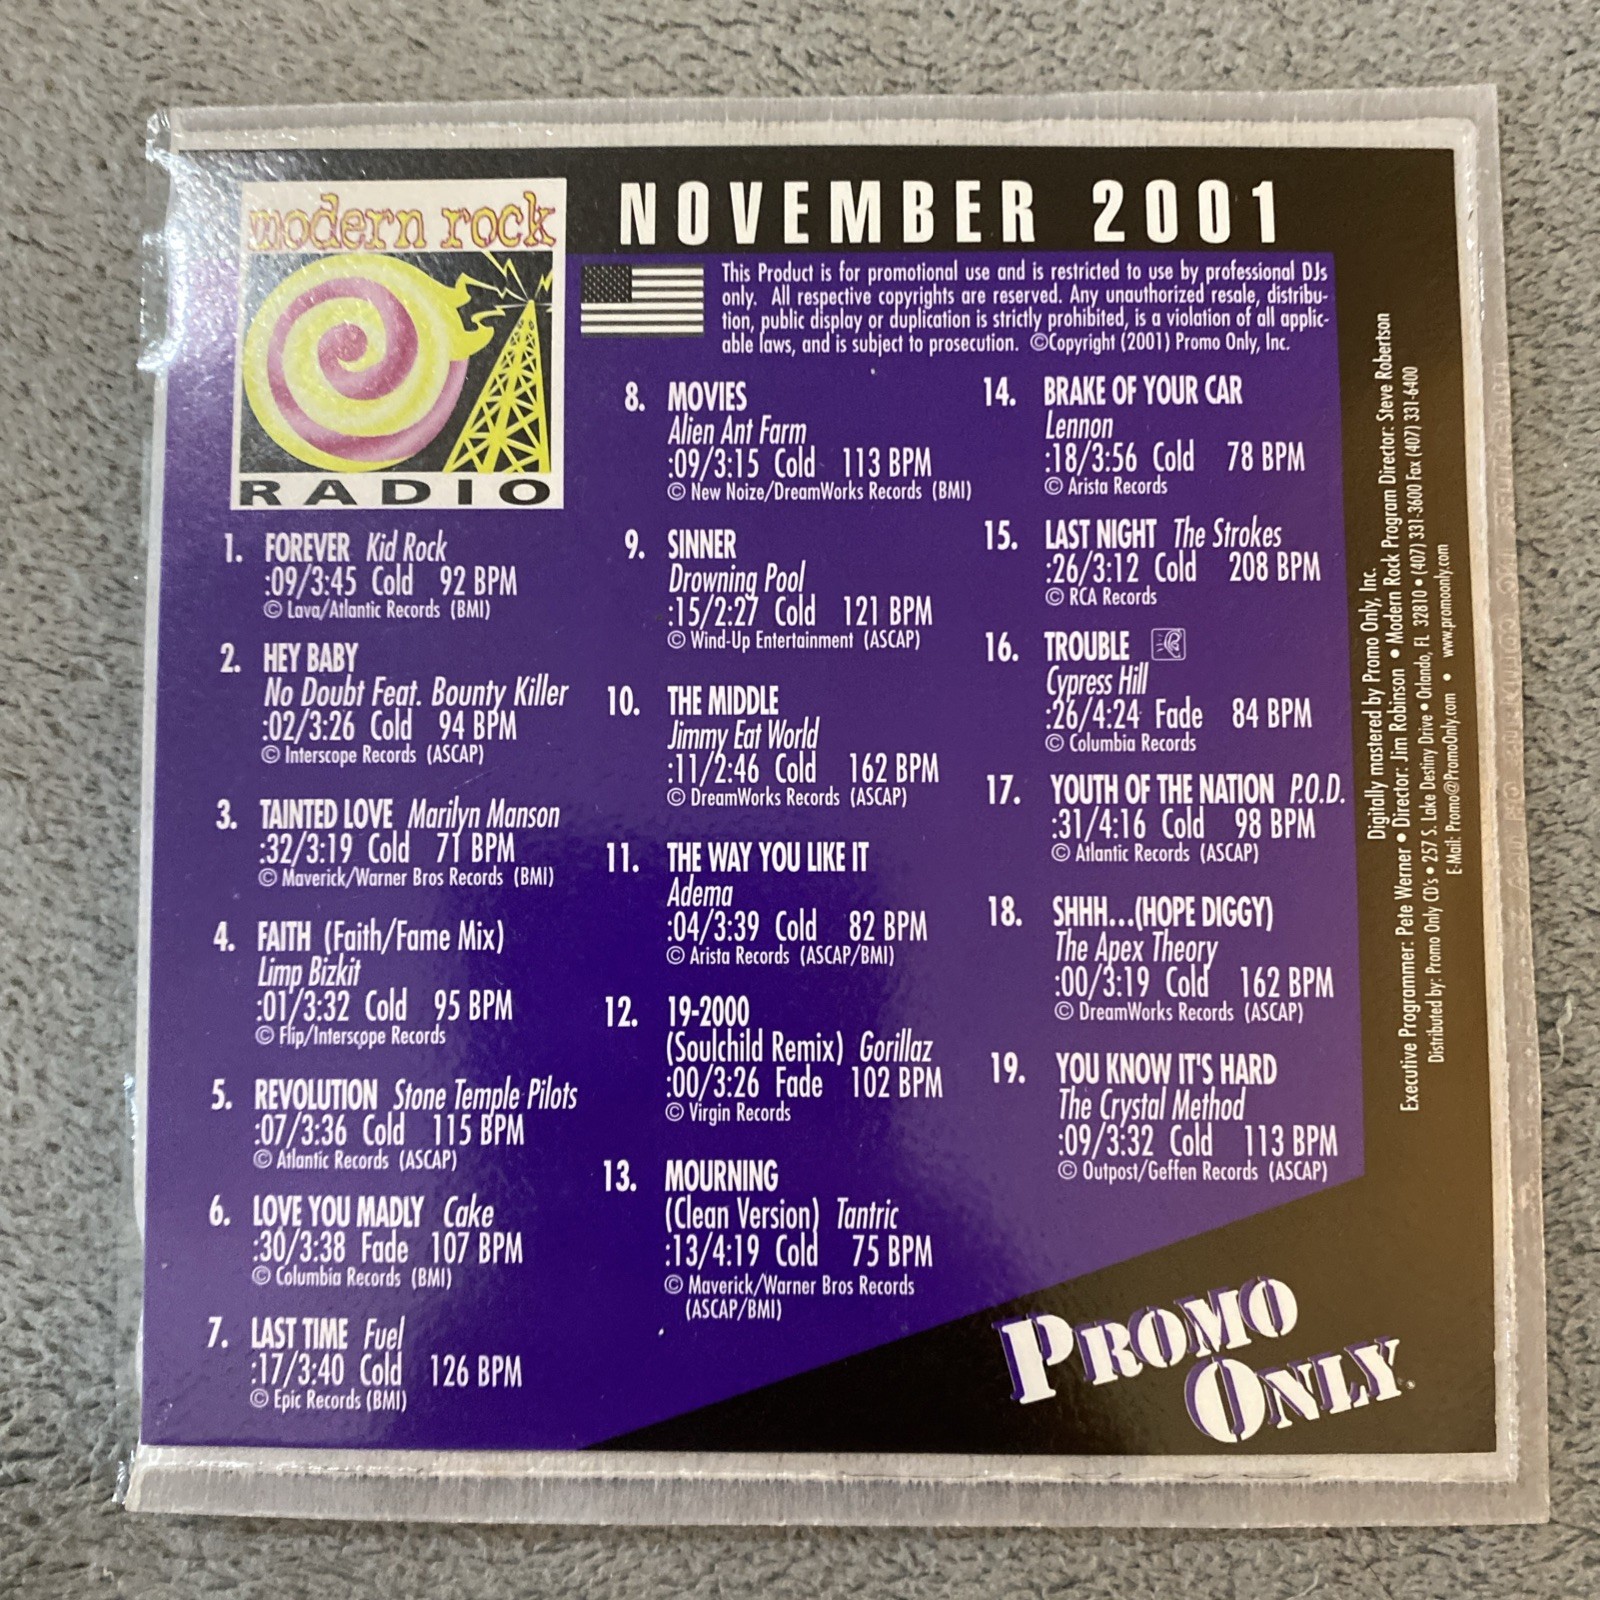 modern rock
RADIO
NOVEMBER 2001
This Product is for promotional use and is restricted to use by professional DJs
only. All respective copyrights are reserved. Any unauthorized resale, distribu-
tion, public display or duplication is strictly prohibited, is a violation of all applic-
able laws, and is subject to prosecution. ©Copyright (2001) Promo Only, Inc.
1. FOREVER Kid Rock
:09/3:45 Cold 92 BPM
© Lava/Atlantic Records (BMI)
2. HEY BABY
No Doubt Feat. Bounty Killer
:02/3:26 Cold 94 BPM
© Interscope Records (ASCAP)
3. TAINTED LOVE Marilyn Manson
:32/3:19 Cold 71 BPM
© Maverick/Warner Bros Records (BMI)
4. FAITH (Faith/Fame Mix)
Limp Bizkit
:01/3:32 Cold 95 BPM
© Flip/Interscope Records
5. REVOLUTION Stone Temple Pilots
:07/3:36 Cold 115 BPM
© Atlantic Records (ASCAP)
6. LOVE YOU MADLY Cake
:30/3:38 Fade 107 BPM
© Columbia Records (BMI)
7. LAST TIME Fuel
:17/3:40 Cold 126 BPM
© Epic Records (BMI)
8. MOVIES
Alien Ant Farm
:09/3:15 Cold 113 BPM
© New Noize/DreamWorks Records (BMI)
9. SINNER
Drowning Pool
:15/2:27 Cold 121 BPM
© Wind-Up Entertainment (ASCAP)
10. THE MIDDLE
Jimmy Eat World
:11/2:46 Cold 162 BPM
© DreamWorks Records (ASCAP)
11. THE WAY YOU LIKE IT
Adema
:04/3:39 Cold 82 BPM
© Arista Records (ASCAP/BMI)
12. 19-2000
(Soulchild Remix) Gorillaz
:00/3:26 Fade 102 BPM
© Virgin Records
13. MOURNING
(Clean Version) Tantric
:13/4:19 Cold 75 BPM
© Maverick/Warner Bros Records
(ASCAP/BMI)
14. BRAKE OF YOUR CAR
Lennon
:18/3:56 Cold 78 BPM
© Arista Records
15. LAST NIGHT The Strokes
:26/3:12 Cold 208 BPM
© RCA Records
16. TROUBLE
Cypress Hill
:26/4:24 Fade 84 BPM
© Columbia Records
17. YOUTH OF THE NATION P.O.D.
:31/4:16 Cold 98 BPM
© Atlantic Records (ASCAP)
18. SHHH...(HOPE DIGGY)
The Apex Theory
:00/3:19 Cold 162 BPM
© DreamWorks Records (ASCAP)
19. YOU KNOW IT'S HARD
The Crystal Method
:09/3:32 Cold 113 BPM
© Outpost/Geffen Records (ASCAP)
Digitally mastered by Promo Only, Inc.
Executive Programmer: Pete Werner • Director: Jim Robinson • Modern Rock Program Director: Steve Robertson
Distributed by: Promo Only CD's • 257 S. Lake Destiny Drive • Orlando, FL 32810 • (407) 331-3600 Fax (407) 331-6400
E-Mail: Promo@PromoOnly.com • www.promoonly.com
PROMO
ONLY